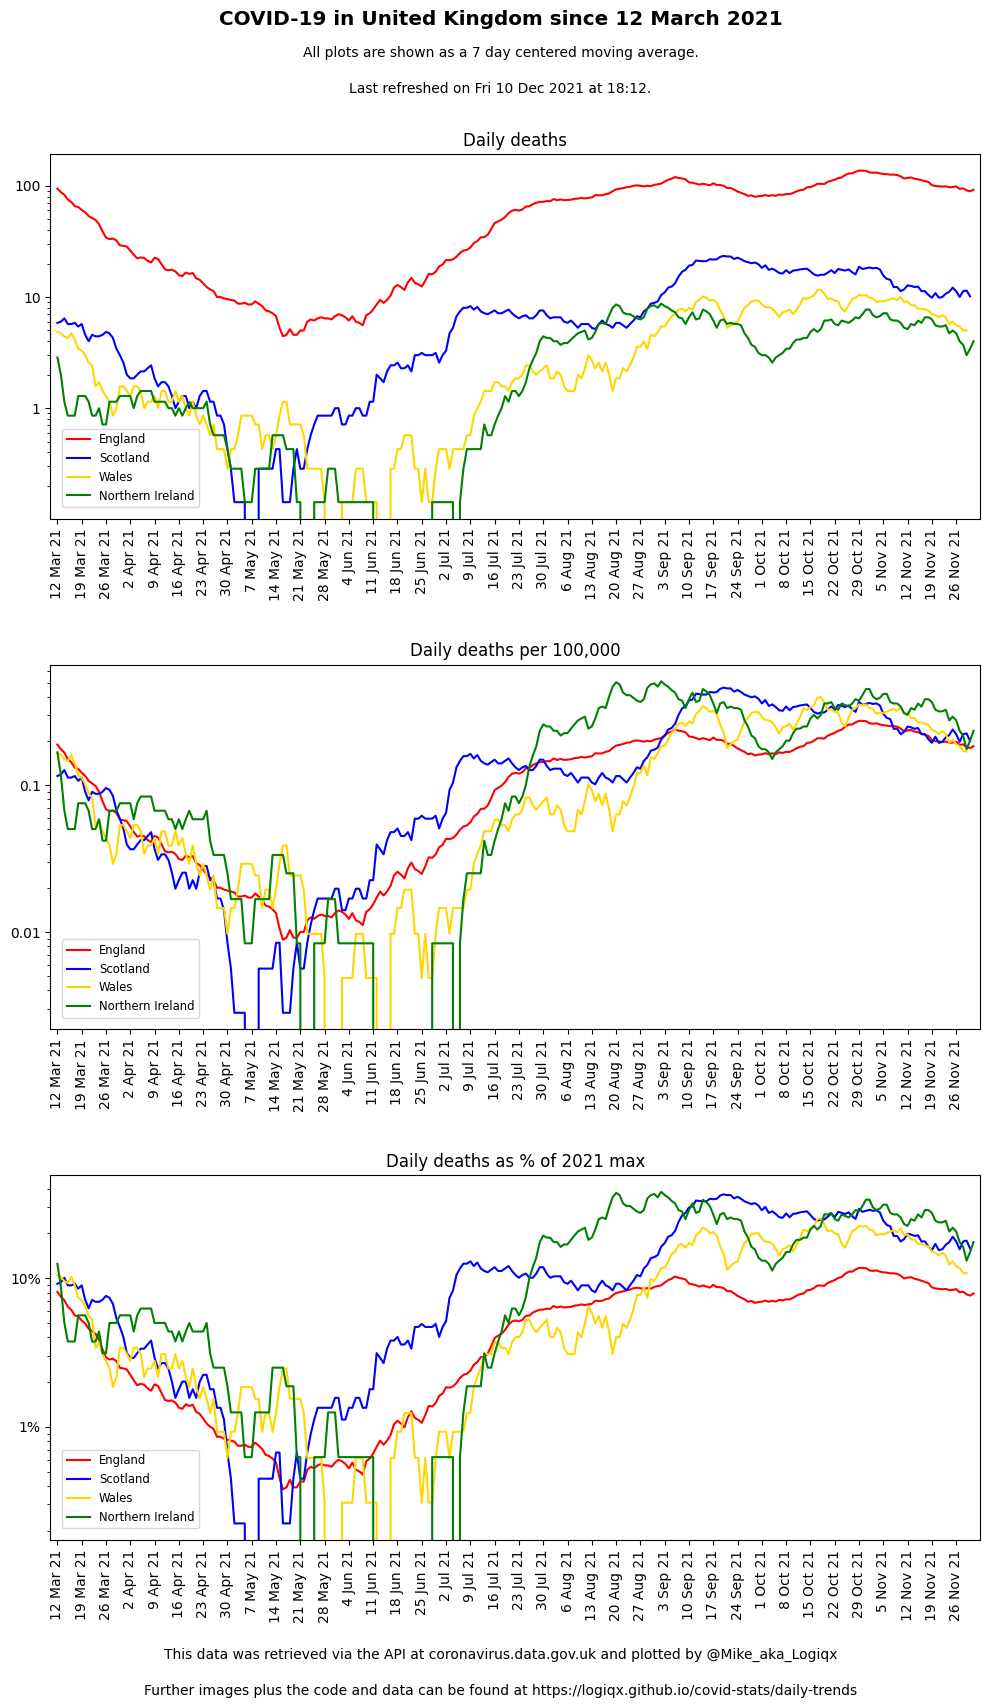 COVID-19 in United Kingdom since 12 March 2021
All plots are shown as a 7 day centered moving average.
Last refreshed on Fri 10 Dec 2021 at 18:12.
Daily deaths
100
10
1
England
Scotland
Wales
Northern Ireland
12 Mar 21
19 Mar 21
26 Mar 21
2 Apr 21
9 Apr 21
16 Apr 21
23 Apr 21
30 Apr 21
7 May 21
14 May 21
21 May 21
28 May 21
4 Jun 21
11 Jun 21
18 Jun 21
25 Jun 21
2 Jul 21
9 Jul 21
16 Jul 21
23 Jul 21
30 Jul 21
6 Aug 21
13 Aug 21
20 Aug 21
27 Aug 21
3 Sep 21
10 Sep 21
17 Sep 21
24 Sep 21
1 Oct 21
8 Oct 21
15 Oct 21
22 Oct 21
29 Oct 21
5 Nov 21
12 Nov 21
19 Nov 21
26 Nov 21
Daily deaths per 100,000
0.1
0.01
England
Scotland
Wales
Northern Ireland
12 Mar 21
19 Mar 21
26 Mar 21
2 Apr 21
9 Apr 21
16 Apr 21
23 Apr 21
30 Apr 21
7 May 21
14 May 21
21 May 21
28 May 21
4 Jun 21
11 Jun 21
18 Jun 21
25 Jun 21
2 Jul 21
9 Jul 21
16 Jul 21
23 Jul 21
30 Jul 21
6 Aug 21
13 Aug 21
20 Aug 21
27 Aug 21
3 Sep 21
10 Sep 21
17 Sep 21
24 Sep 21
1 Oct 21
8 Oct 21
15 Oct 21
22 Oct 21
29 Oct 21
5 Nov 21
12 Nov 21
19 Nov 21
26 Nov 21
Daily deaths as % of 2021 max
10%
1%
England
Scotland
Wales
Northern Ireland
12 Mar 21
19 Mar 21
26 Mar 21
2 Apr 21
9 Apr 21
16 Apr 21
23 Apr 21
30 Apr 21
7 May 21
14 May 21
21 May 21
28 May 21
4 Jun 21
11 Jun 21
18 Jun 21
25 Jun 21
2 Jul 21
9 Jul 21
16 Jul 21
23 Jul 21
30 Jul 21
6 Aug 21
13 Aug 21
20 Aug 21
27 Aug 21
3 Sep 21
10 Sep 21
17 Sep 21
24 Sep 21
1 Oct 21
8 Oct 21
15 Oct 21
22 Oct 21
29 Oct 21
5 Nov 21
12 Nov 21
19 Nov 21
26 Nov 21
This data was retrieved via the API at coronavirus.data.gov.uk and plotted by @Mike_aka_Logiqx
Further images plus the code and data can be found at https://logiqx.github.io/covid-stats/daily-trends